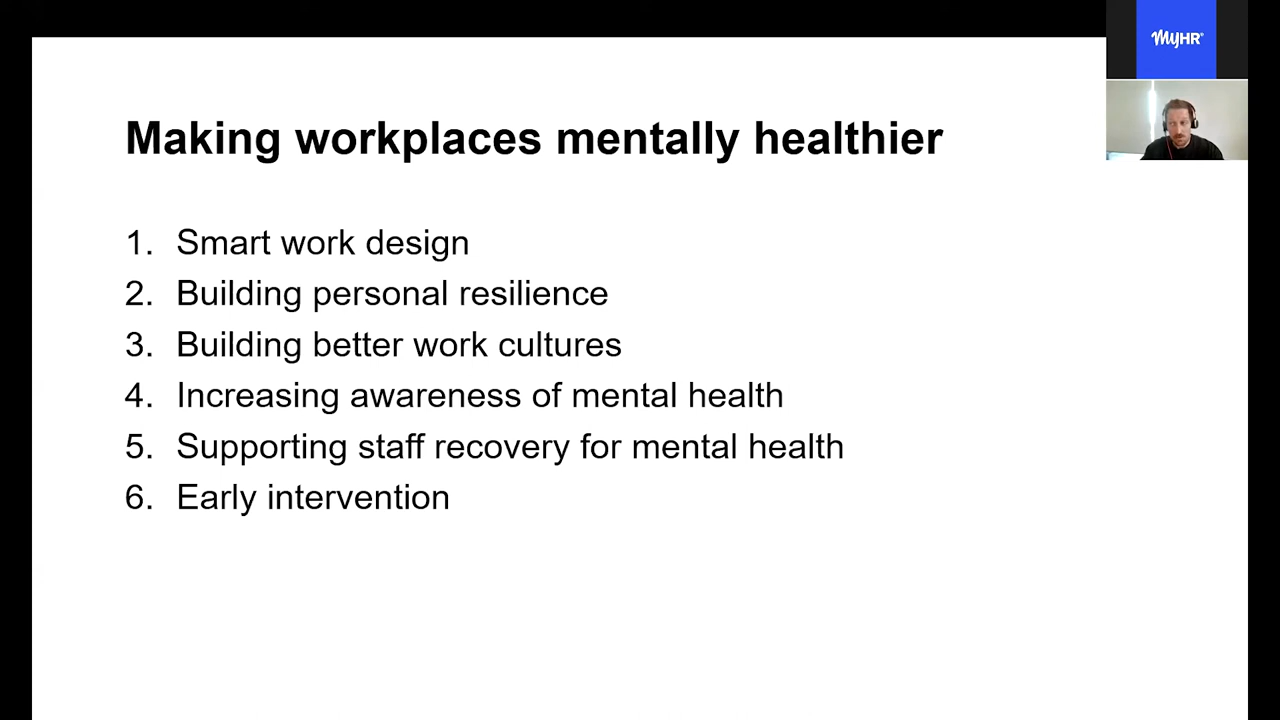 MyHR
Making workplaces mentally healthier
1. Smart work design
2. Building personal resilience
3. Building better work cultures
4. Increasing awareness of mental health
5. Supporting staff recovery for mental health
6. Early intervention